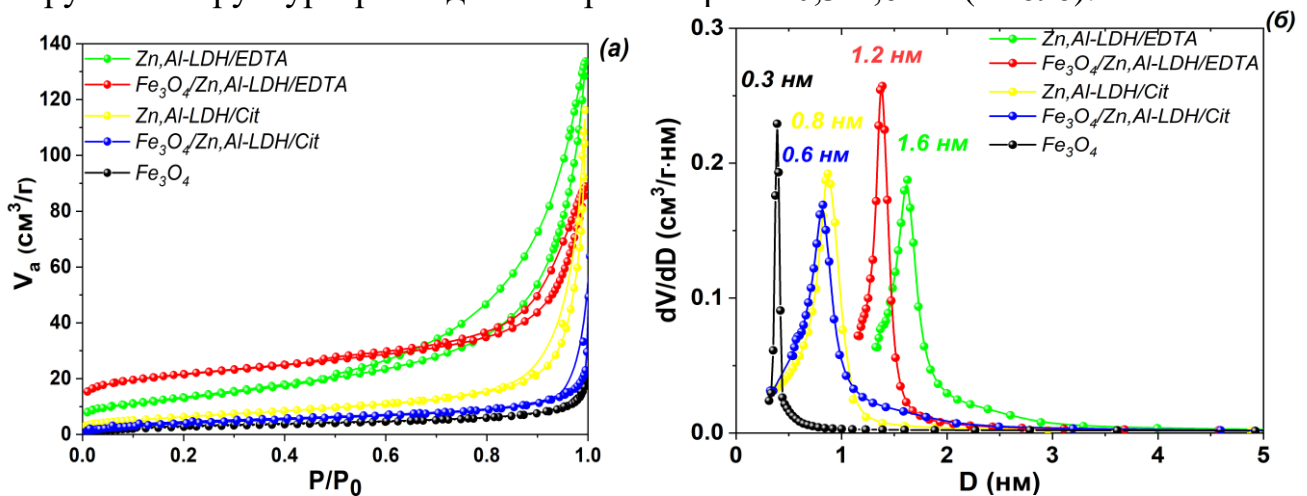 (а)
Zn,Al-LDH/EDTA
Fe₃O₄/Zn,Al-LDH/EDTA
Zn,Al-LDH/Cit
Fe₃O₄/Zn,Al-LDH/Cit
Fe₃O₄
Vₐ (см³/г)
140
120
100
80
60
40
20
0
0.0 0.2 0.4 0.6 0.8 1.0
P/P₀
(б)
Zn,Al-LDH/EDTA
Fe₃O₄/Zn,Al-LDH/EDTA
Zn,Al-LDH/Cit
Fe₃O₄/Zn,Al-LDH/Cit
Fe₃O₄
0.3 нм
1.2 нм
0.8 нм
0.6 нм
1.6 нм
dV/dD (см³/г·нм)
0.3
0.2
0.1
0.0
0 1 2 3 4 5
D (нм)